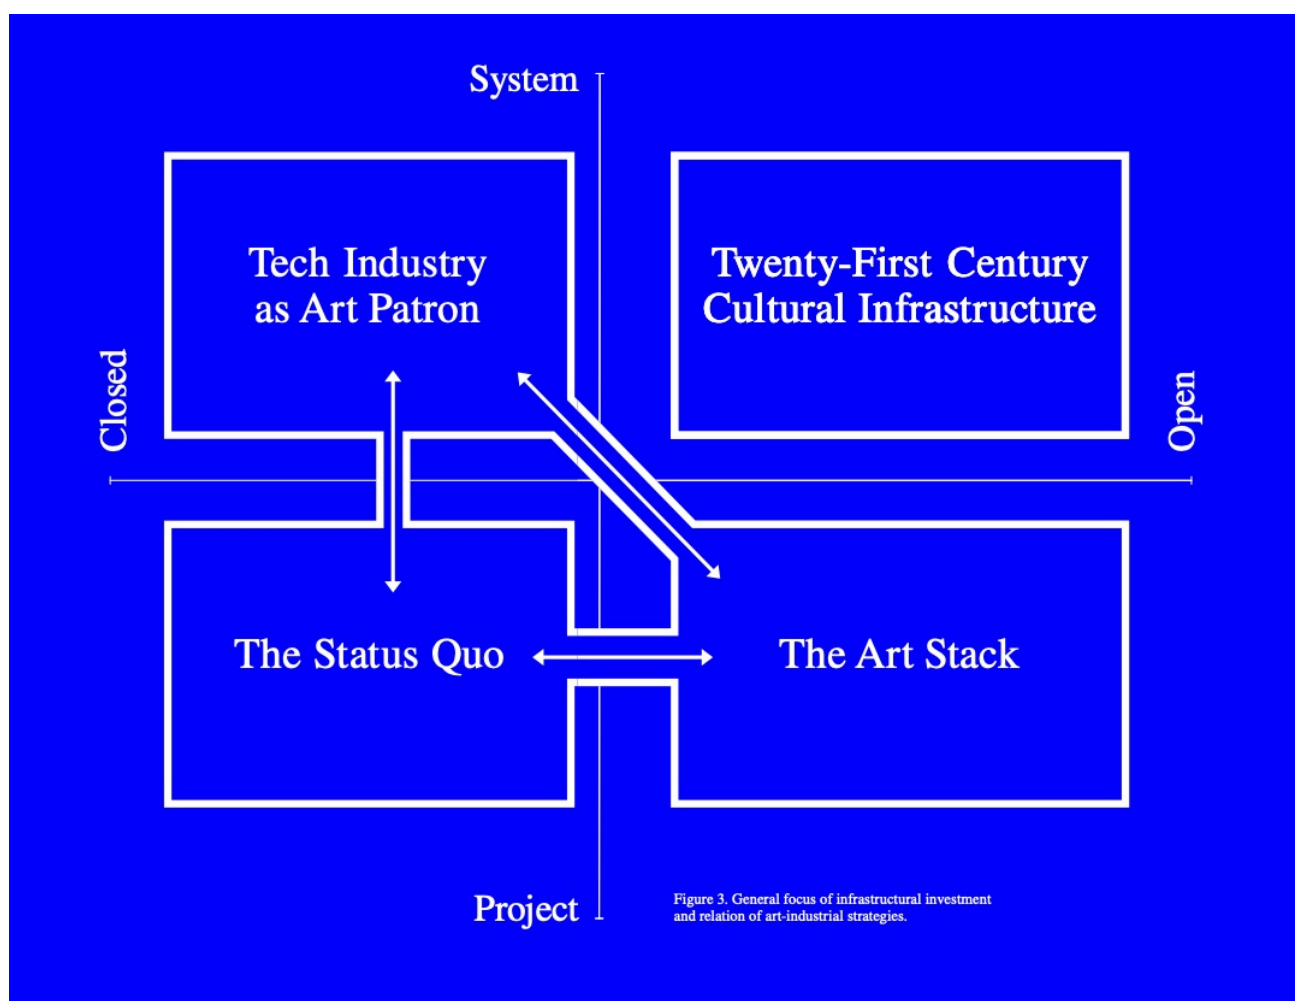 System
Tech Industry
as Art Patron
Twenty-First Century
Cultural Infrastructure
Closed
Open
The Status Quo
The Art Stack
Project
Figure 3. General focus of infrastructural investment
and relation of art-industrial strategies.